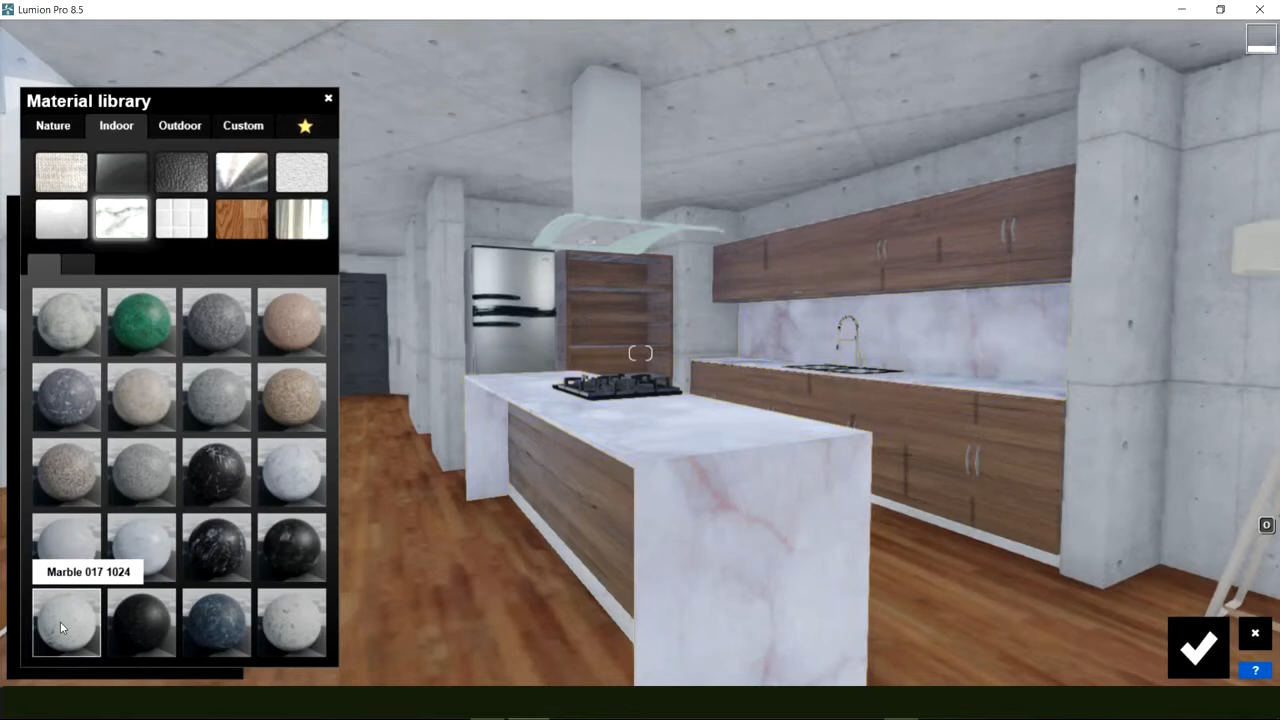 Lumion Pro 8.5
Material library
Nature Indoor Outdoor Custom
Marble 017 1024
O
?